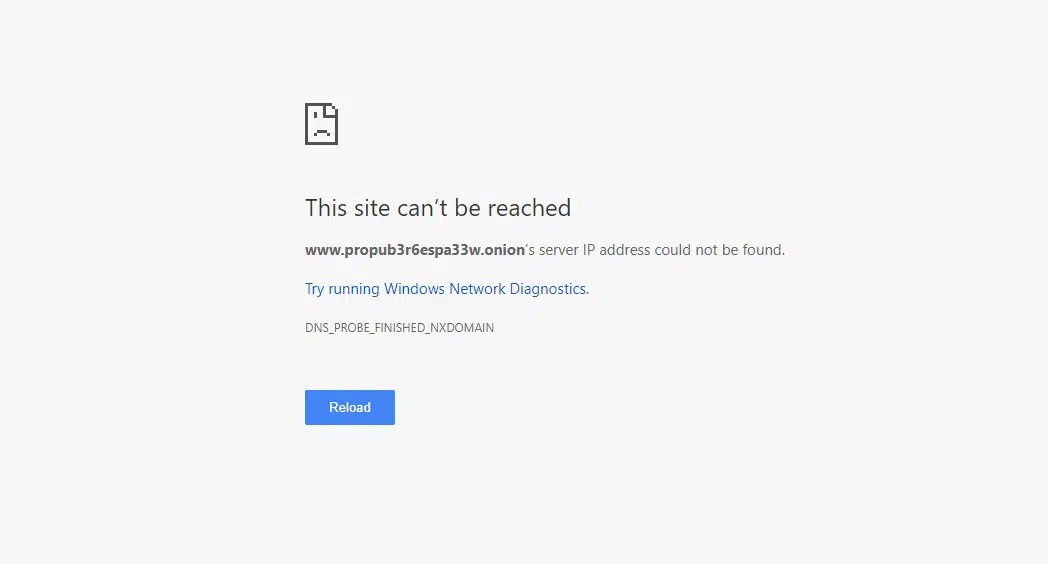 This site can’t be reached
www.propub3r6espa33w.onion’s server IP address could not be found.
Try running Windows Network Diagnostics.
DNS_PROBE_FINISHED_NXDOMAIN
Reload